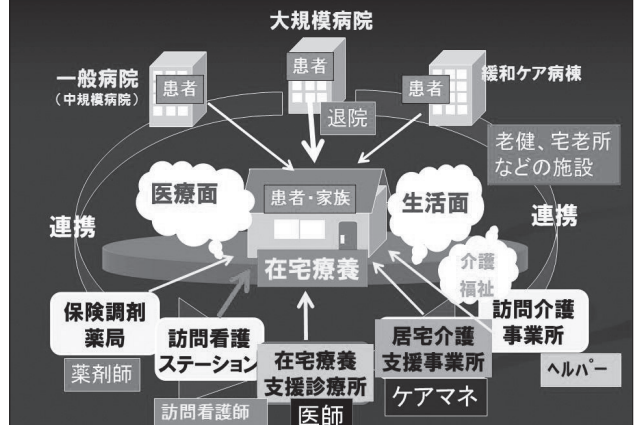 大規模病院
患者
一般病院
（中規模病院）
患者
患者
緩和ケア病棟
退院
老健、宅老所
などの施設
医療面
患者・家族
生活面
連携
連携
在宅療養
介護
福祉
保険調剤
薬局
薬剤師
訪問看護
ステーション
訪問看護師
在宅療養
支援診療所
医師
居宅介護
支援事業所
ケアマネ
訪問介護
事業所
ヘルパー